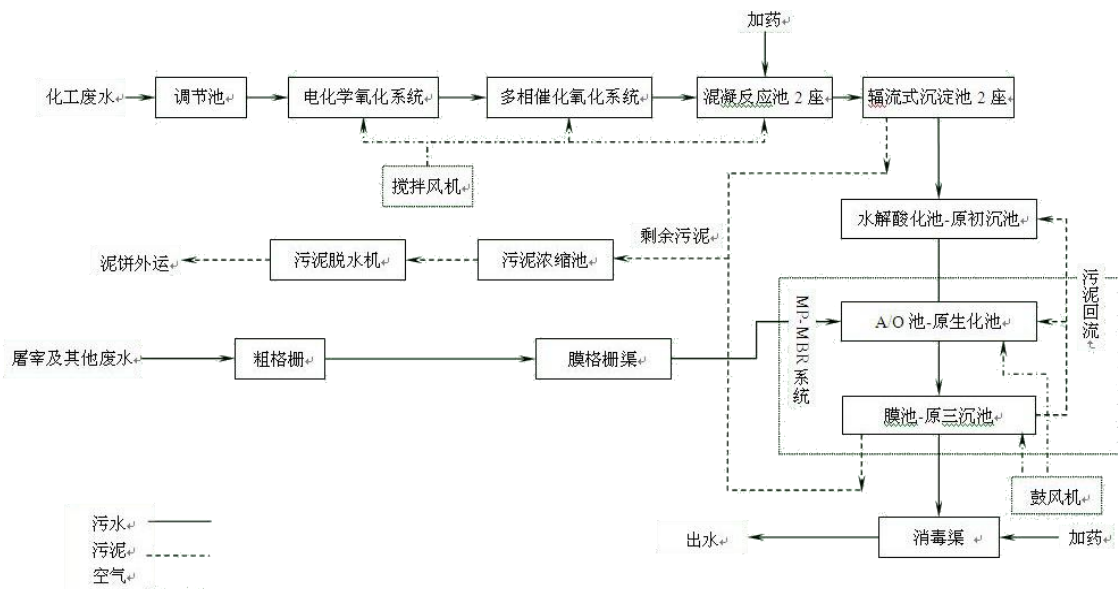 加药
化工废水
调节池
电化学氧化系统
多相催化氧化系统
混凝反应池 2 座
辐流式沉淀池 2 座
搅拌风机
水解酸化池-原初沉池
剩余污泥
泥饼外运
污泥脱水机
污泥浓缩池
污泥回流
MP-MBR 系统
A/O 池-原生化池
屠宰及其他废水
粗格栅
膜格栅渠
膜池-原三沉池
鼓风机
污水
出水
消毒渠
加药
污泥
空气